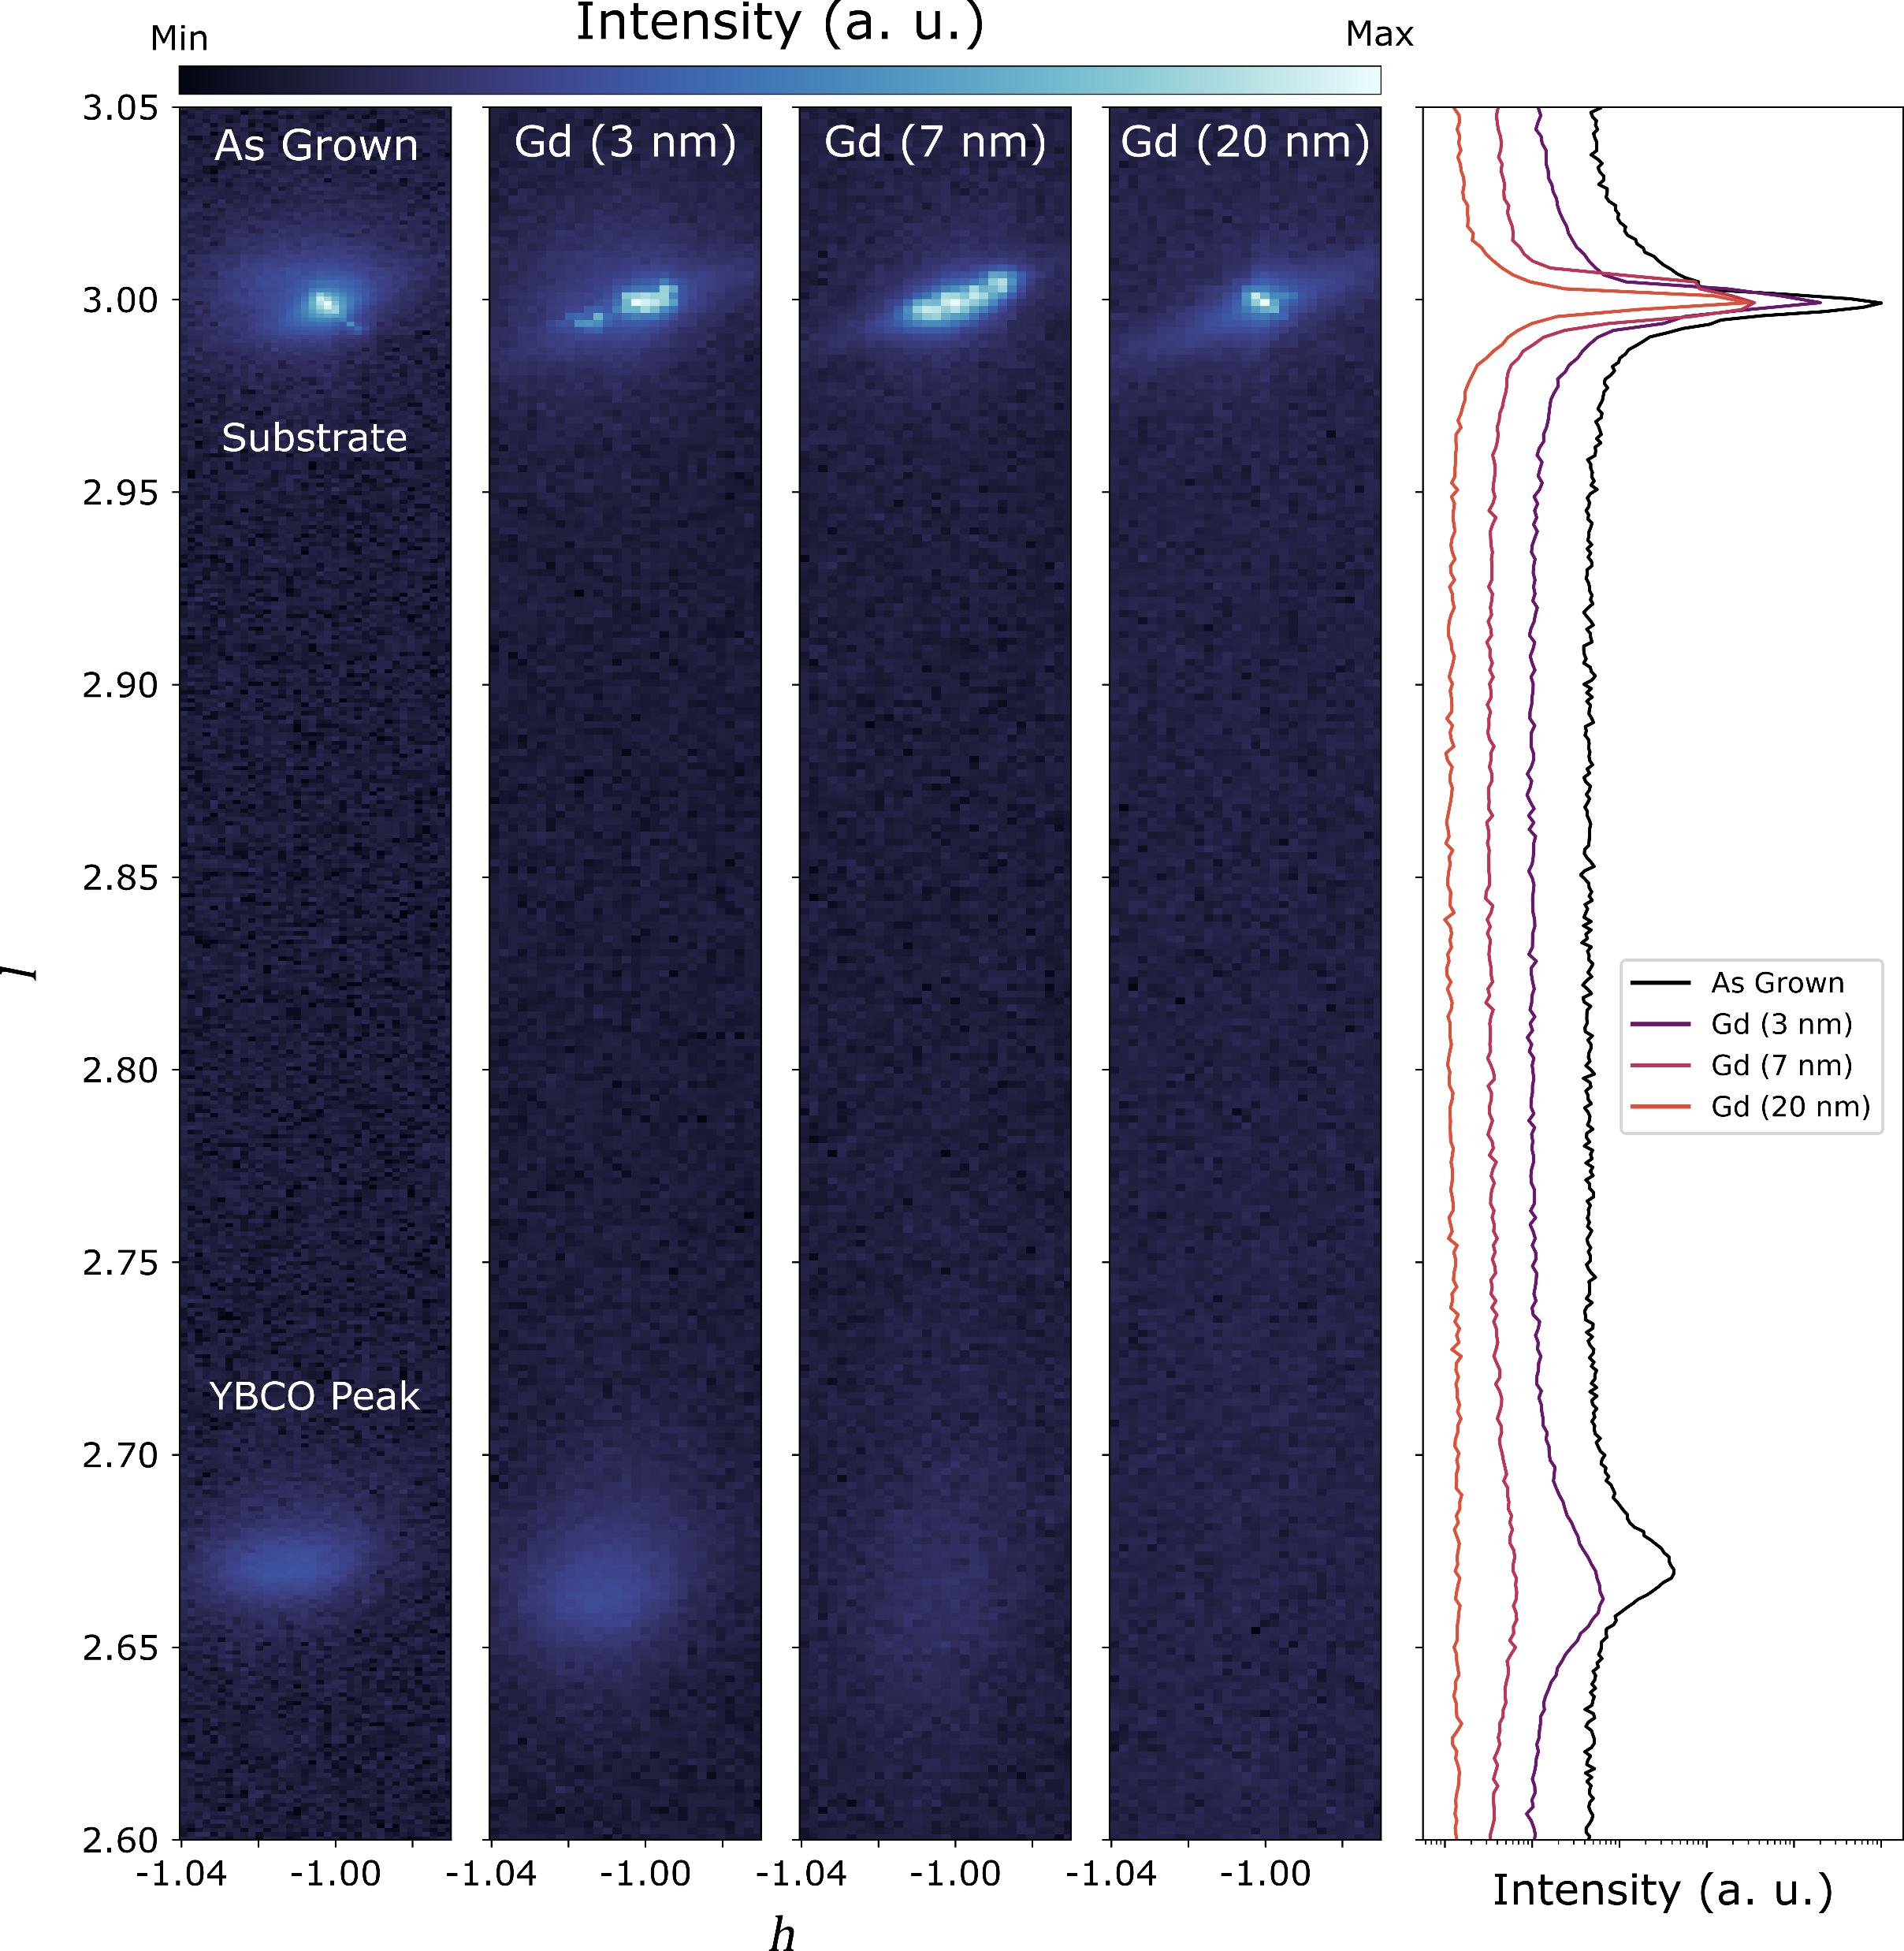 Intensity (a. u.)
Min
Max
3.05
3.00
2.95
2.90
2.85
2.80
2.75
2.70
2.65
2.60
l
As Grown
Substrate
YBCO Peak
Gd (3 nm)
Gd (7 nm)
Gd (20 nm)
As Grown
Gd (3 nm)
Gd (7 nm)
Gd (20 nm)
-1.04 -1.00 -1.04 -1.00 -1.04 -1.00 -1.04 -1.00
Intensity (a. u.)
h